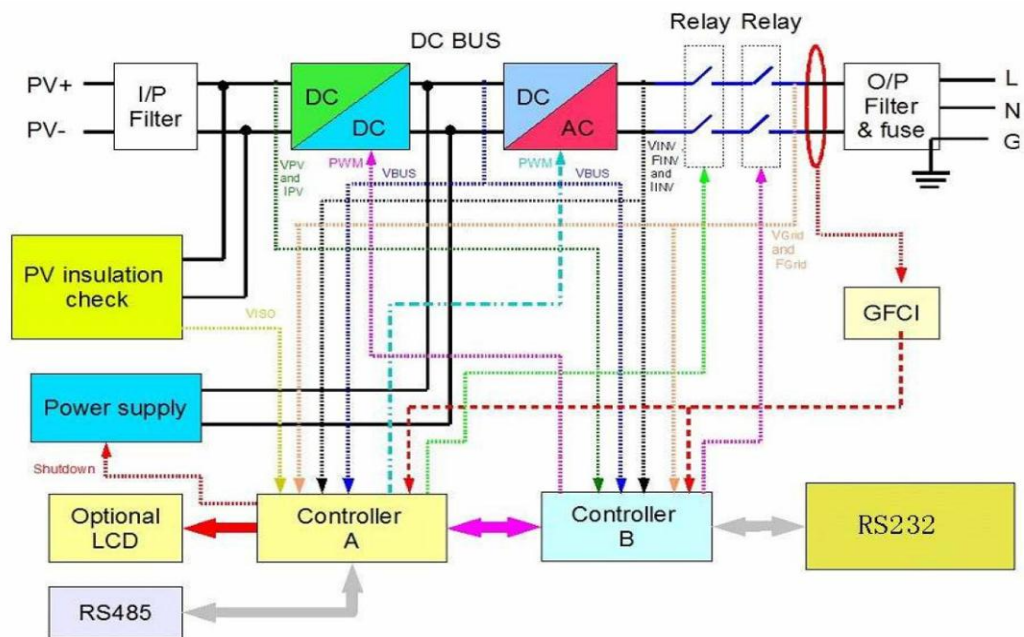 DC BUS
Relay
Relay
PV+
PV-
I/P
Filter
DC
DC
DC
AC
O/P
Filter
& fuse
L
N
G
VPV
and
IPV
PWM
VBUS
PWM
VBUS
VINV
FINV
and
IINV
VGrid
and
FGrid
PV insulation
check
VISO
GFCI
Power supply
Shutdown
Optional
LCD
Controller
A
Controller
B
RS232
RS485